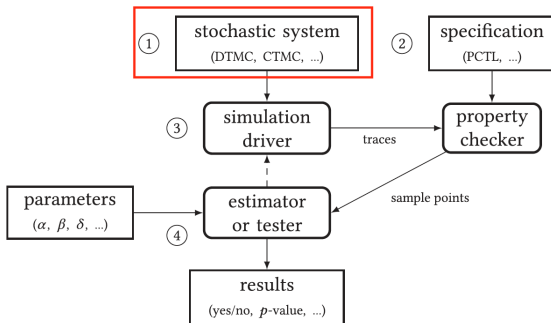 ① stochastic system
(DTMC, CTMC, ...)
② specification
(PCTL, ...)
③ simulation
driver
traces
property
checker
sample points
parameters
(α, β, δ, ...)
④ estimator
or tester
results
(yes/no, p-value, ...)